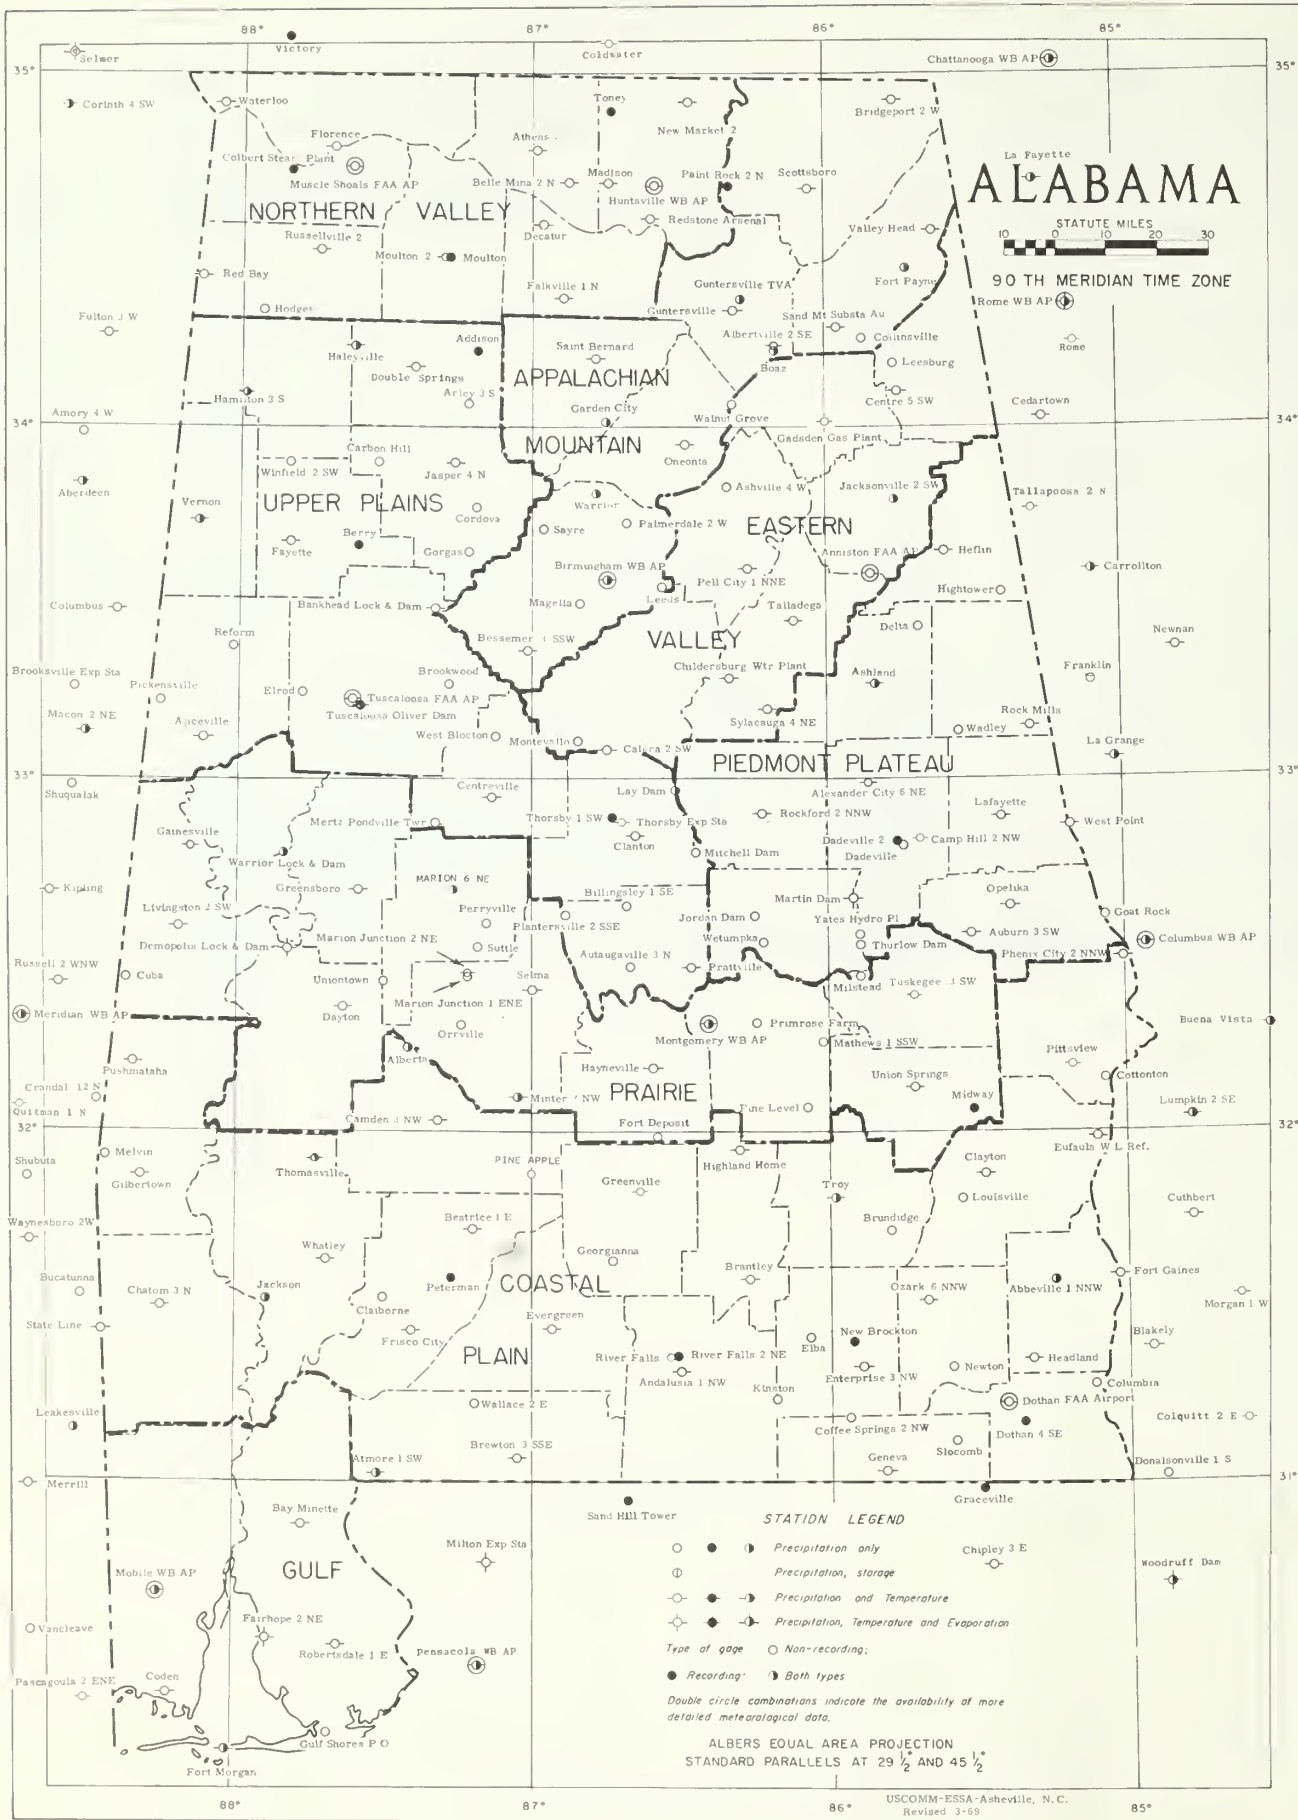 88°
87°
86°
85°
Victory
Coldwater
Chattanooga WB AP
Selmer
35°
35°
Corinth 4 SW
Waterloo
Toney
New Market 2
Bridgeport 2 W
Florence
Athens
Colbert Steam Plant
Muscle Shoals FAA AP
Belle Mina 2 N
Madison
Huntsville WB AP
Paint Rock 2 N
Scottsboro
La Fayette
ALABAMA
NORTHERN VALLEY
Redstone Arsenal
Decatur
Valley Head
STATUTE MILES
10 0 10 20 30
Russellville 2
Moulton 2
Moulton
Red Bay
Falkville 1 N
Guntersville TVA
Fort Payne
90 TH MERIDIAN TIME ZONE
Rome WB AP
Hodges
Guntersville
Sand Mt Substa Au
Fulton 3 W
Haleyville
Addison
Saint Bernard
Albertville 2 SE
Collinsville
Rome
Double Springs
Boaz
Leesburg
APPALACHIAN
Hamilton 3 S
Arley 3 S
Garden City
Walnut Grove
Centre 5 SW
Cedartown
Amory 4 W
34°
34°
Gadsden Gas Plant
MOUNTAIN
Carbon Hill
Oneonta
Winfield 2 SW
Jasper 4 N
Aberdeen
Ashville 4 W
Jacksonville 2 SW
Tallapoosa 2 N
Vernon
UPPER PLAINS
Cordova
Warrior
EASTERN
Sayre
Palmerdale 2 W
Berry
Fayette
Gorgas
Anniston FAA AP
Heflin
Birmingham WB AP
Pell City 1 NNE
Carrollton
Leeds
Hightower
Columbus
Bankhead Lock & Dam
Magella
Talladega
Delta
Reform
Bessemer 3 SSW
VALLEY
Newnan
Brooksville Exp Sta
Brookwood
Childersburg Wtr Plant
Ashland
Franklin
Pickensville
Elrod
Tuscaloosa FAA AP
Macon 2 NE
Tuscaloosa Oliver Dam
Sylacauga 4 NE
Rock Mills
Aliceville
West Blocton
Montevallo
Calera 2 SW
Wadley
La Grange
PIEDMONT PLATEAU
33°
33°
Shuqualak
Centreville
Lay Dam
Alexander City 6 NE
Mertz Pondville Twr
Thorsby 1 SW
Thorsby Exp Sta
Rockford 2 NNW
Lafayette
West Point
Gainesville
Clanton
Dadeville 2
Camp Hill 2 NW
Warrior Lock & Dam
Mitchell Dam
Dadeville
MARION 6 NE
Kipling
Greensboro
Billingsley 1 SE
Martin Dam
Opelika
Livingston 2 SW
Perryville
Plantersville 2 SSE
Jordan Dam
Yates Hydro Pl
Goat Rock
Marion Junction 2 NE
Auburn 3 SW
Demopolis Lock & Dam
Suttle
Wetumpka
Thurlow Dam
Columbus WB AP
Phenix City 2 NNW
Russell 2 WNW
Autaugaville 3 N
Prattville
Cuba
Uniontown
Selma
Milstead
Tuskegee 3 SW
Marion Junction 1 ENE
Meridian WB AP
Dayton
Orrville
Primrose Farm
Buena Vista
Montgomery WB AP
Mathews 1 SSW
Alberta
Pushmataha
Hayneville
Pittsview
Union Springs
Cottonton
Crandal 12 N
Quitman 1 N
Minter 2 NW
PRAIRIE
Midway
Camden 3 NW
Pine Level
Lumpkin 2 SE
32°
32°
Fort Deposit
Shubuta
Melvin
Highland Home
Eufaula W L Ref.
PINE APPLE
Clayton
Gilbertown
Thomasville
Greenville
Troy
Louisville
Cuthbert
Waynesboro 2W
Beatrice 1 E
Brundidge
Whatley
Georgianna
Bucatunna
COASTAL
Brantley
Fort Gaines
Jackson
Peterman
Ozark 6 NNW
Abbeville 1 NNW
Chatom 3 N
Claiborne
Morgan 1 W
State Line
Frisco City
Evergreen
New Brockton
Blakely
Elba
PLAIN
River Falls
River Falls 2 NE
Headland
Newton
Andalusia 1 NW
Enterprise 3 NW
Columbia
Wallace 2 E
Kinston
Dothan FAA Airport
Leakesville
Coffee Springs 2 NW
Dothan 4 SE
Colquitt 2 E
Brewton 3 SSE
Slocomb
Atmore 1 SW
Geneva
Donalsonville 1 S
Merrill
31°
Graceville
Bay Minette
Sand Hill Tower
STATION LEGEND
Precipitation only
Milton Exp Sta
Chipley 3 E
Woodruff Dam
GULF
Precipitation, storage
Mobile WB AP
Precipitation and Temperature
Fairhope 2 NE
Precipitation, Temperature and Evaporation
Vancleave
Robertsdale 1 E
Pensacola WB AP
Type of gage Non-recording;
Recording; Both types
Pascagoula 2 ENE
Coden
Double circle combinations indicate the availability of more
detailed meteorological data.
Gulf Shores P O
ALBERS EQUAL AREA PROJECTION
STANDARD PARALLELS AT 29 ½° AND 45 ½°
Fort Morgan
USCOMM-ESSA-Asheville, N.C.
Revised 3-69
88°
87°
86°
85°